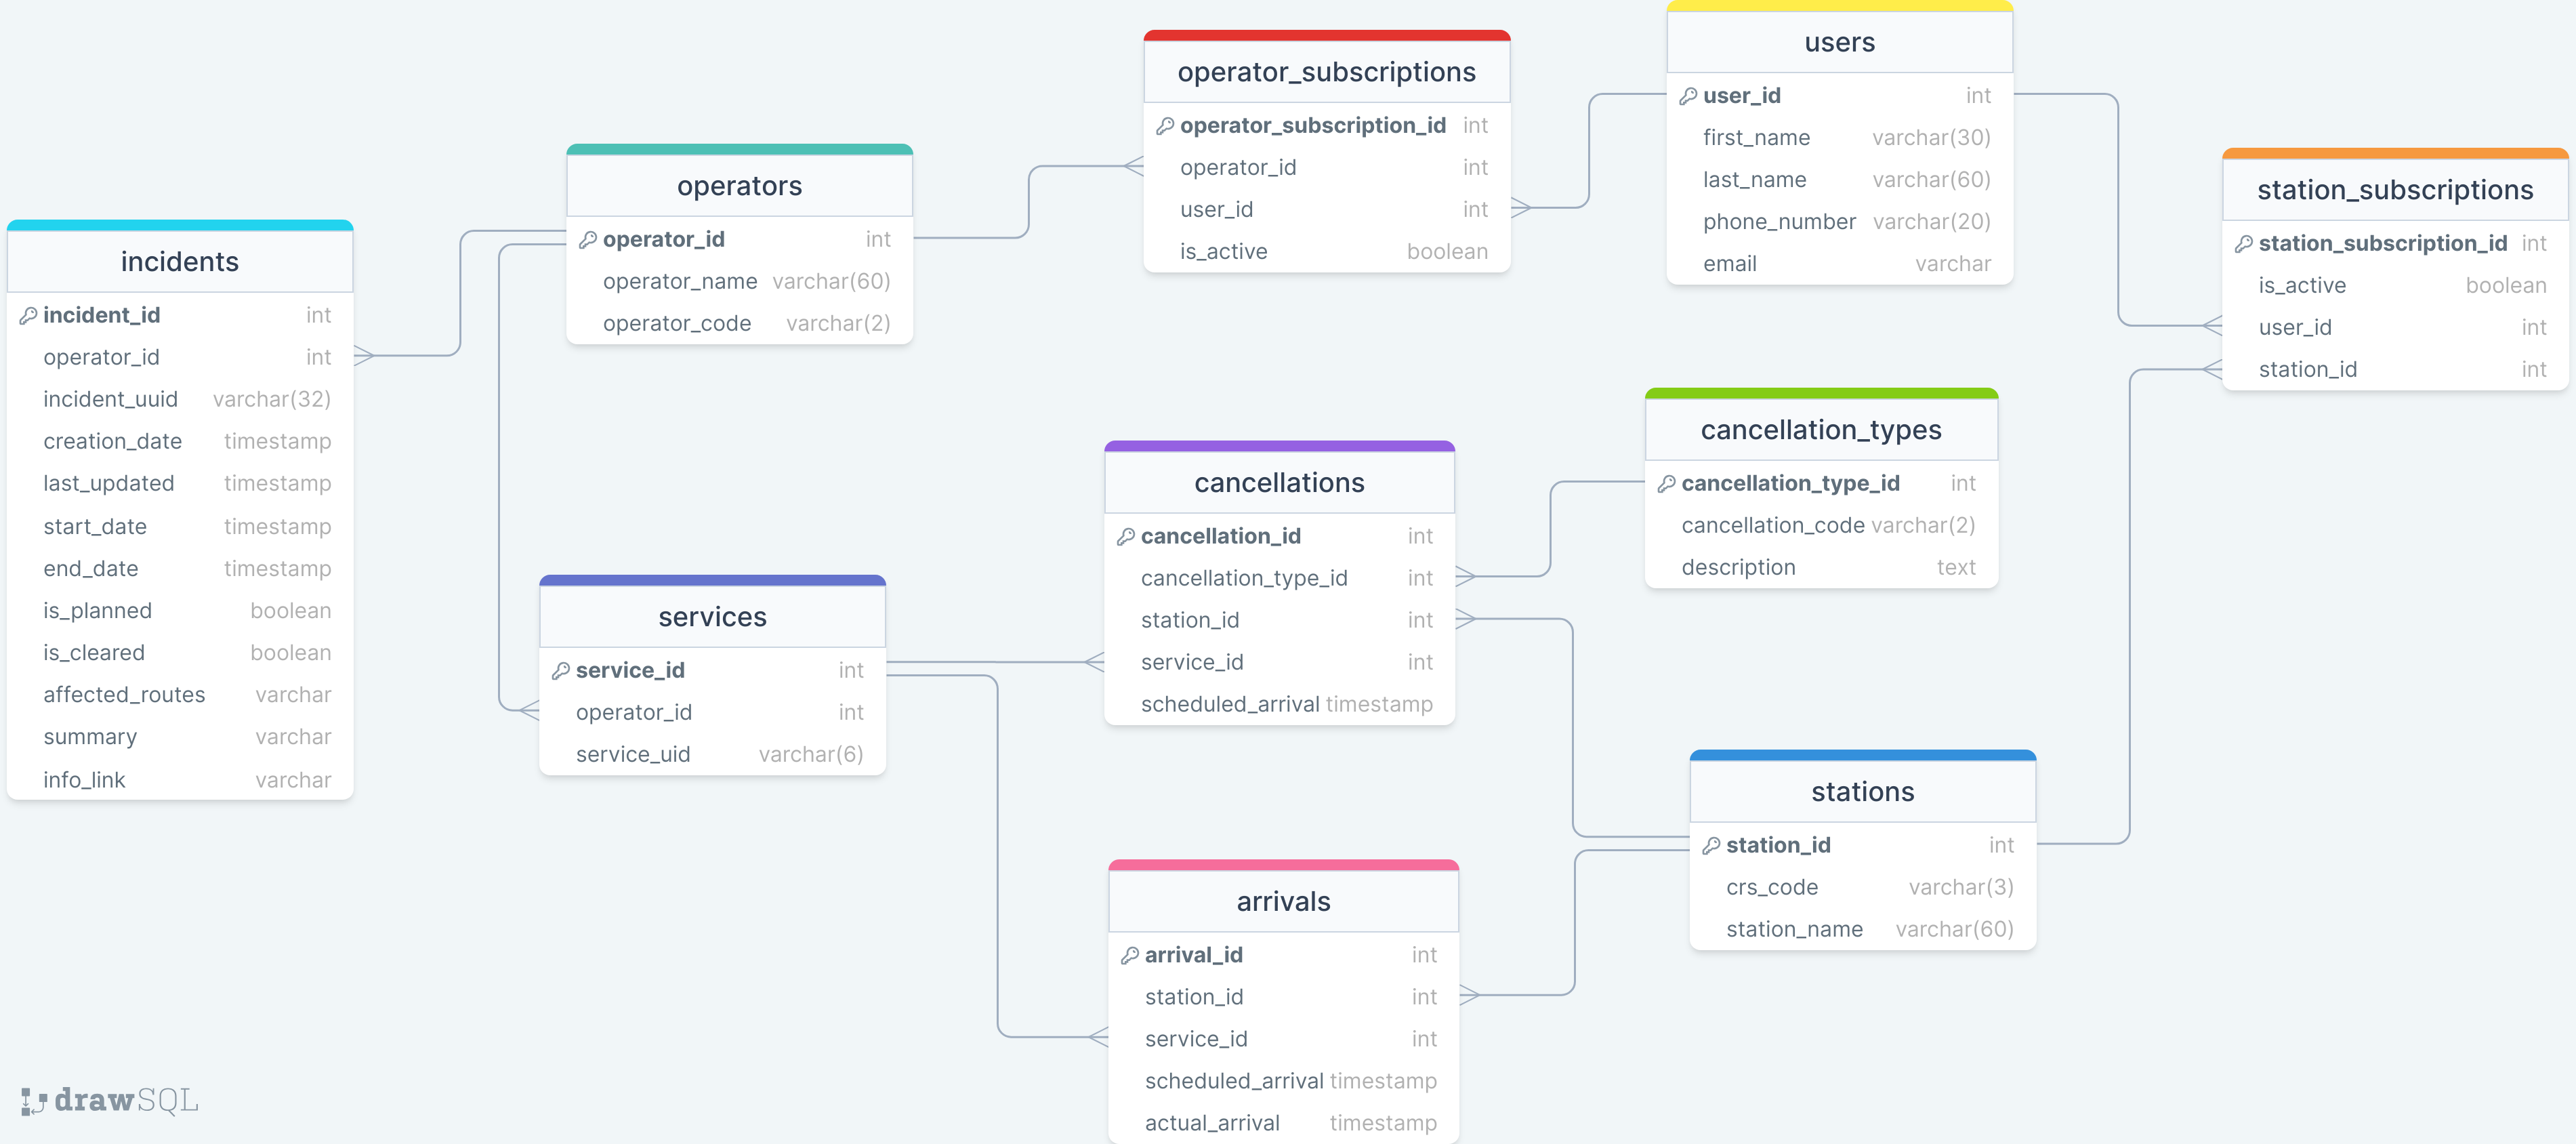 incidents
incident_id int
operator_id int
incident_uuid varchar(32)
creation_date timestamp
last_updated timestamp
start_date timestamp
end_date timestamp
is_planned boolean
is_cleared boolean
affected_routes varchar
summary varchar
info_link varchar
operators
operator_id int
operator_name varchar(60)
operator_code varchar(2)
services
service_id int
operator_id int
service_uid varchar(6)
operator_subscriptions
operator_subscription_id int
operator_id int
user_id int
is_active boolean
cancellations
cancellation_id int
cancellation_type_id int
station_id int
service_id int
scheduled_arrival timestamp
arrivals
arrival_id int
station_id int
service_id int
scheduled_arrival timestamp
actual_arrival timestamp
users
user_id int
first_name varchar(30)
last_name varchar(60)
phone_number varchar(20)
email varchar
cancellation_types
cancellation_type_id int
cancellation_code varchar(2)
description text
stations
station_id int
crs_code varchar(3)
station_name varchar(60)
station_subscriptions
station_subscription_id int
is_active boolean
user_id int
station_id int
drawSQL